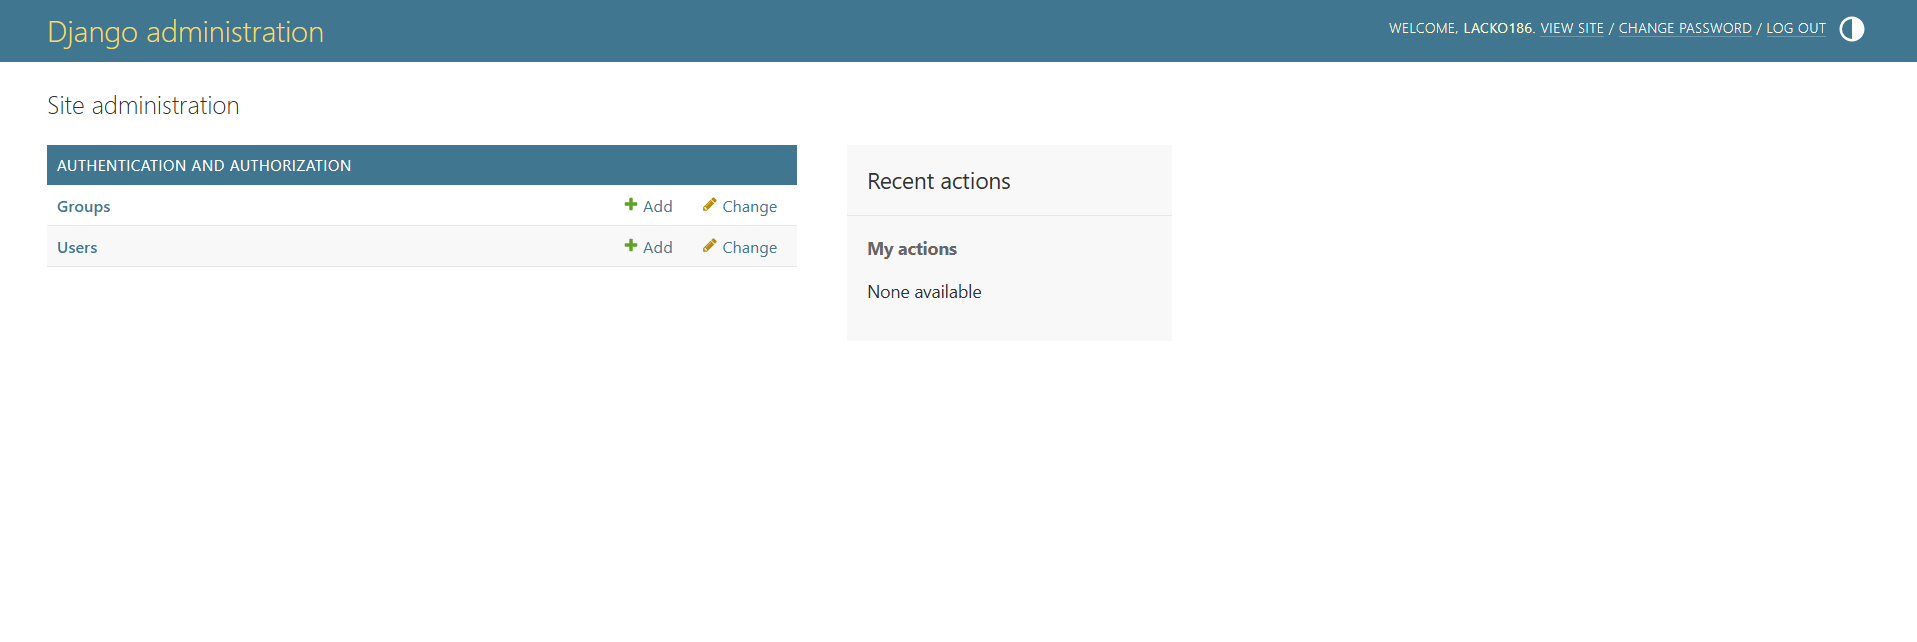 Django administration
WELCOME, LACKO186. VIEW SITE / CHANGE PASSWORD / LOG OUT
Site administration
AUTHENTICATION AND AUTHORIZATION
Groups Add Change
Users Add Change
Recent actions
My actions
None available